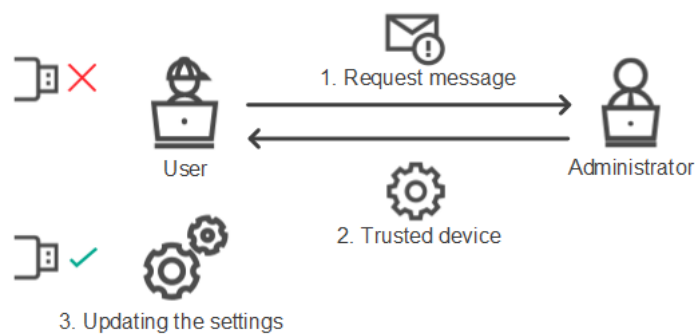 1. Request message
User
Administrator
2. Trusted device
3. Updating the settings